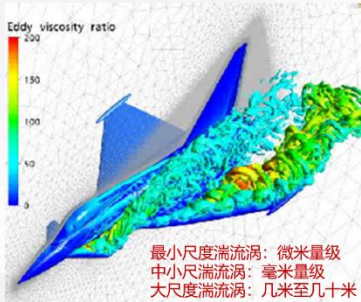 Eddy viscosity ratio
200
150
100
50
0
最小尺度湍流涡：微米量级
中小尺湍流涡：毫米量级
大尺度湍流涡：几米至几十米